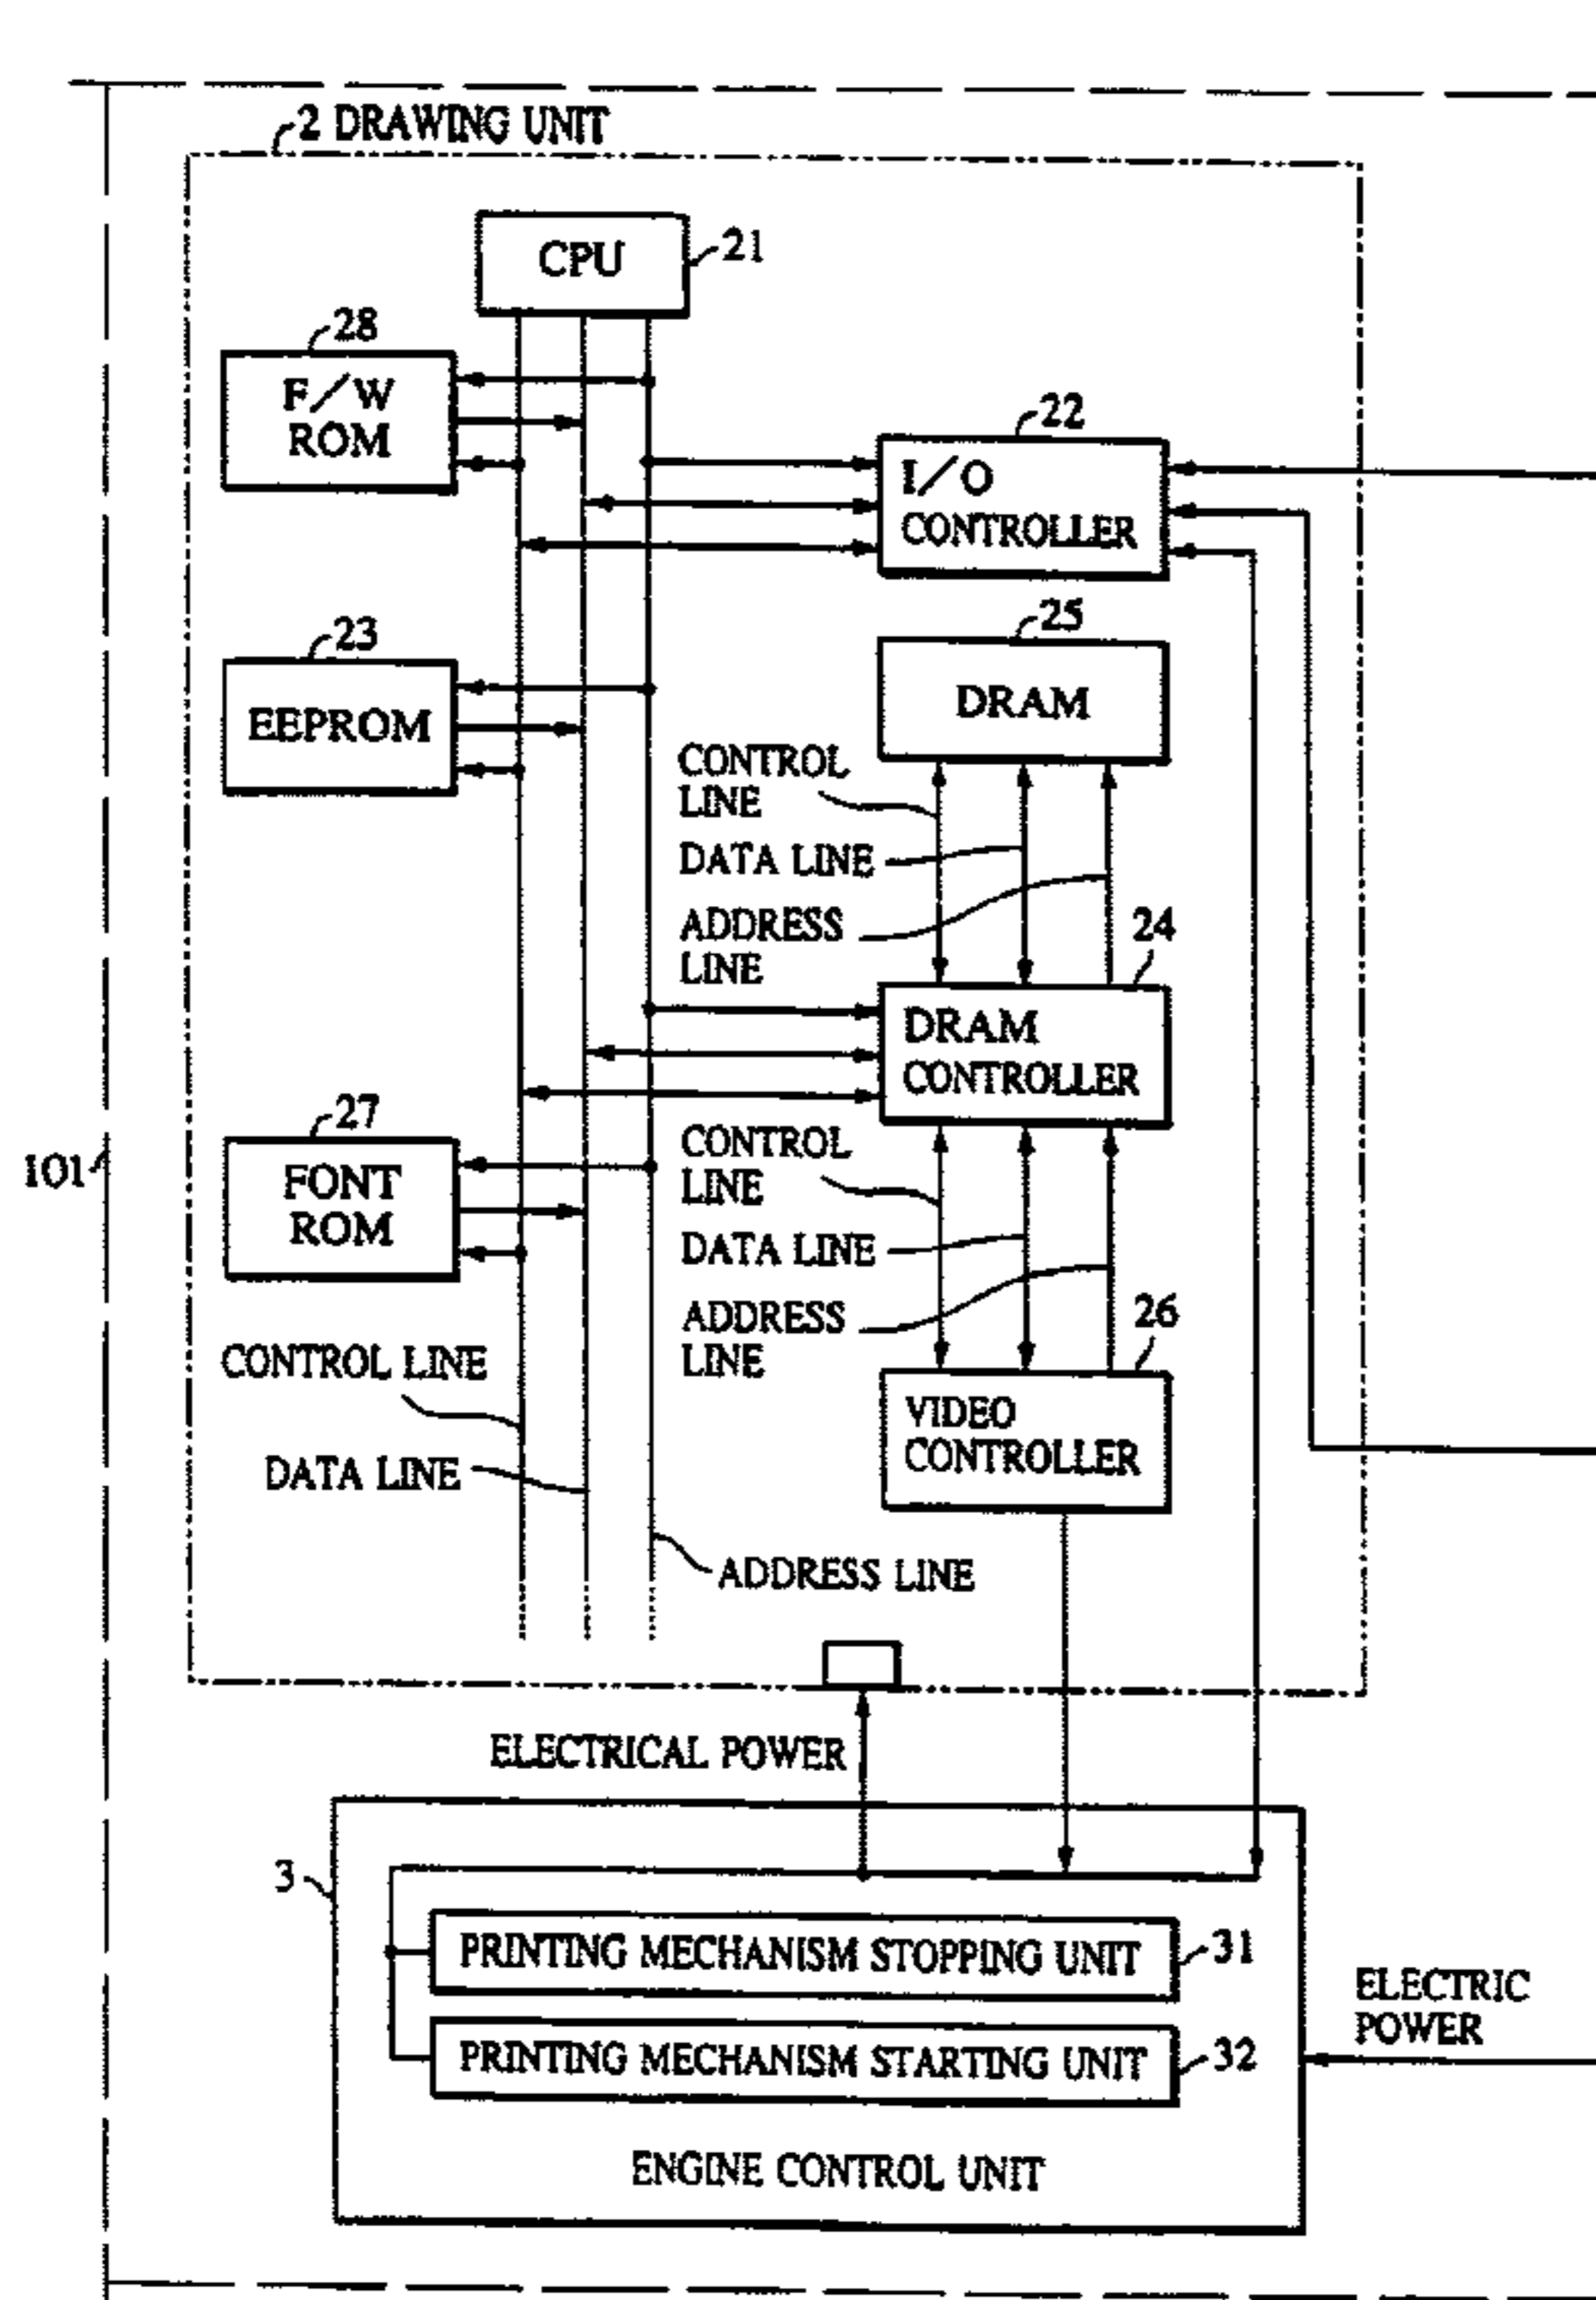 2 DRAWING UNIT
CPU
21
28
F/W
ROM
22
I/O
CONTROLLER
23
EEPROM
25
DRAM
CONTROL
LINE
DATA LINE
ADDRESS
LINE
24
DRAM
CONTROLLER
27
FONT
ROM
101
CONTROL
LINE
DATA LINE
ADDRESS
LINE
26
VIDEO
CONTROLLER
CONTROL LINE
DATA LINE
ADDRESS LINE
ELECTRICAL POWER
3
PRINTING MECHANISM STOPPING UNIT
31
PRINTING MECHANISM STARTING UNIT
32
ENGINE CONTROL UNIT
ELECTRIC
POWER